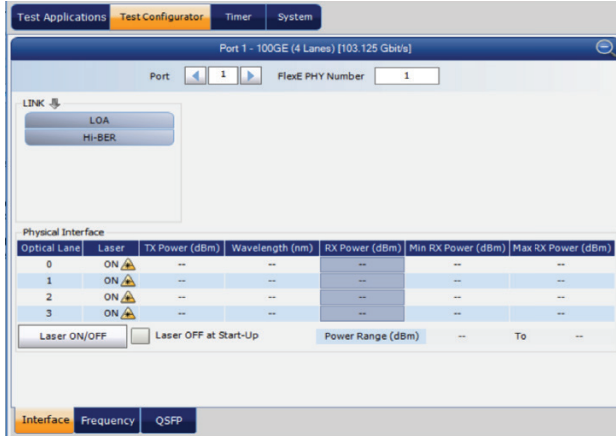 Test Applications Test Configurator Timer System
Port 1 - 100GE (4 Lanes) [103.125 Gbit/s]
Port 1 FlexE PHY Number 1
LINK
LOA
Hi-BER
Physical Interface
Optical Lane Laser TX Power (dBm) Wavelength (nm) RX Power (dBm) Min RX Power (dBm) Max RX Power (dBm)
0 ON -- -- -- -- --
1 ON -- -- -- -- --
2 ON -- -- -- -- --
3 ON -- -- -- -- --
Laser ON/OFF Laser OFF at Start-Up Power Range (dBm) -- To --
Interface Frequency QSFP